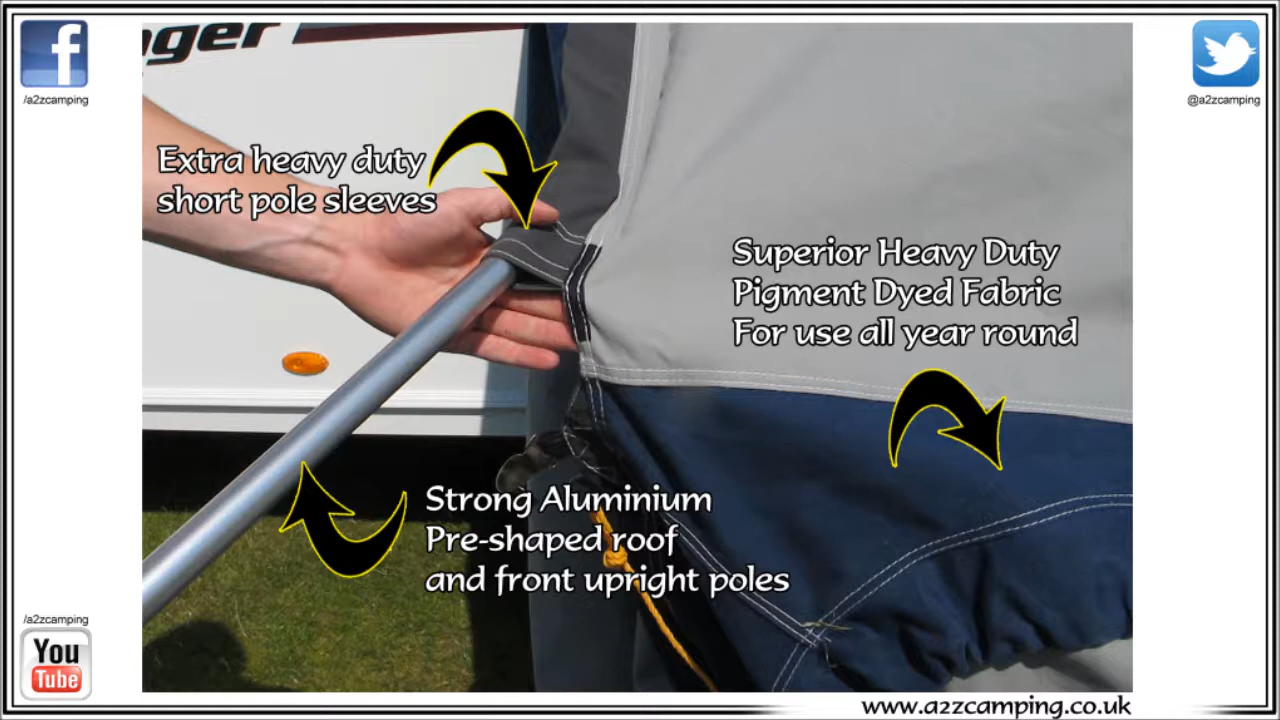 nger
/a2zcamping
@a2zcamping
Extra heavy duty
short pole sleeves
Superior Heavy Duty
Pigment Dyed Fabric
For use all year round
Strong Aluminium
Pre-shaped roof
and front upright poles
/a2zcamping
You
Tube
www.a2zcamping.co.uk